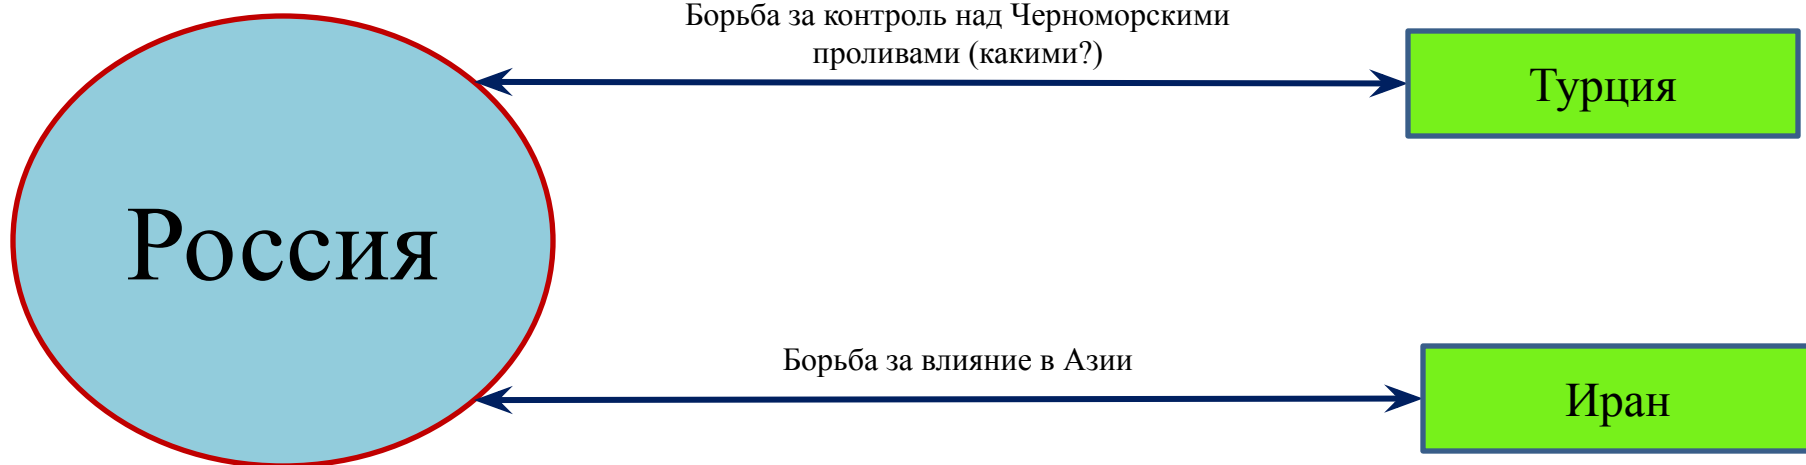 Борьба за контроль над Черноморскими
проливами (какими?)
Турция
Россия
Борьба за влияние в Азии
Иран